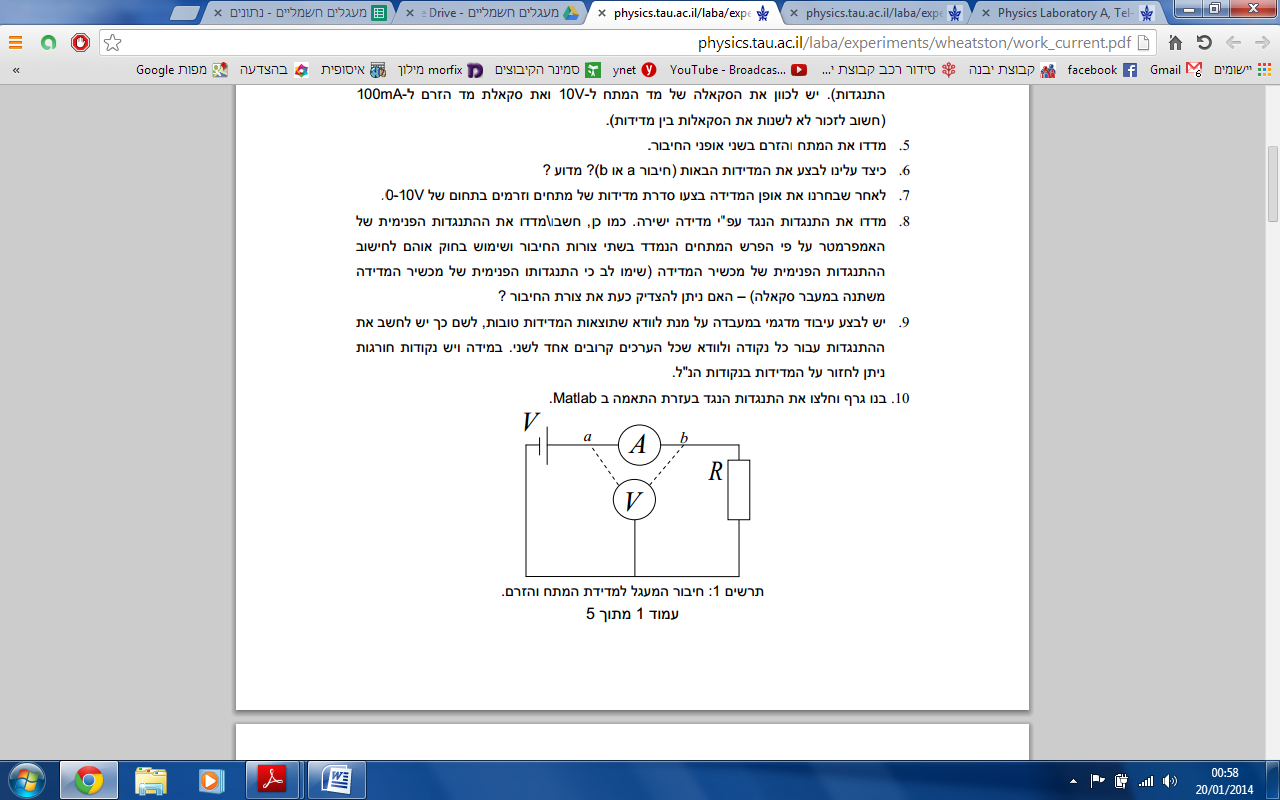 מעגלים חשמליים - נתונים
מעגלים חשמליים - Drive
physics.tau.ac.il/laba/expe
physics.tau.ac.il/laba/expe
Physics Laboratory A, Tel-
physics.tau.ac.il/laba/experiments/wheatston/work_current.pdf
יישומים
Gmail
facebook
קבוצת יבנה
סידור רכב קבוצת י...
YouTube - Broadcas...
ynet
סמינר הקיבוצים
morfix מילון
איסופית
בהצדעה
מפות Google
«
התנגדות). יש לכוון את הסקאלה של מד המתח ל-10V ואת סקאלת מד הזרם ל-100mA
(חשוב לזכור לא לשנות את הסקאלות בין מדידות).
5. מדדו את המתח והזרם בשני אופני החיבור.
6. כיצד עלינו לבצע את המדידות הבאות (חיבור a או b)? מדוע ?
7. לאחר שבחרנו את אופן המדידה בצעו סדרת מדידות של מתחים וזרמים בתחום של 0-10V.
8. מדדו את התנגדות הנגד עפ"י מדידה ישירה. כמו כן, חשבו\מדדו את ההתנגדות הפנימית של
האמפרמטר על פי הפרש המתחים הנמדד בשתי צורות החיבור ושימוש בחוק אוהם לחישוב
ההתנגדות הפנימית של מכשיר המדידה (שימו לב כי התנגדותו הפנימית של מכשיר המדידה
משתנה במעבר סקאלה) – האם ניתן להצדיק כעת את צורת החיבור ?
9. יש לבצע עיבוד מדגמי במעבדה על מנת לוודא שתוצאות המדידות טובות, לשם כך יש לחשב את
ההתנגדות עבור כל נקודה ולוודא שכל הערכים קרובים אחד לשני. במידה ויש נקודות חורגות
ניתן לחזור על המדידות בנקודות הנ"ל.
10. בנו גרף וחלצו את התנגדות הנגד בעזרת התאמה ב Matlab.
V
a
A
b
R
V
תרשים 1: חיבור המעגל למדידת המתח והזרם.
עמוד 1 מתוך 5
00:58
20/01/2014